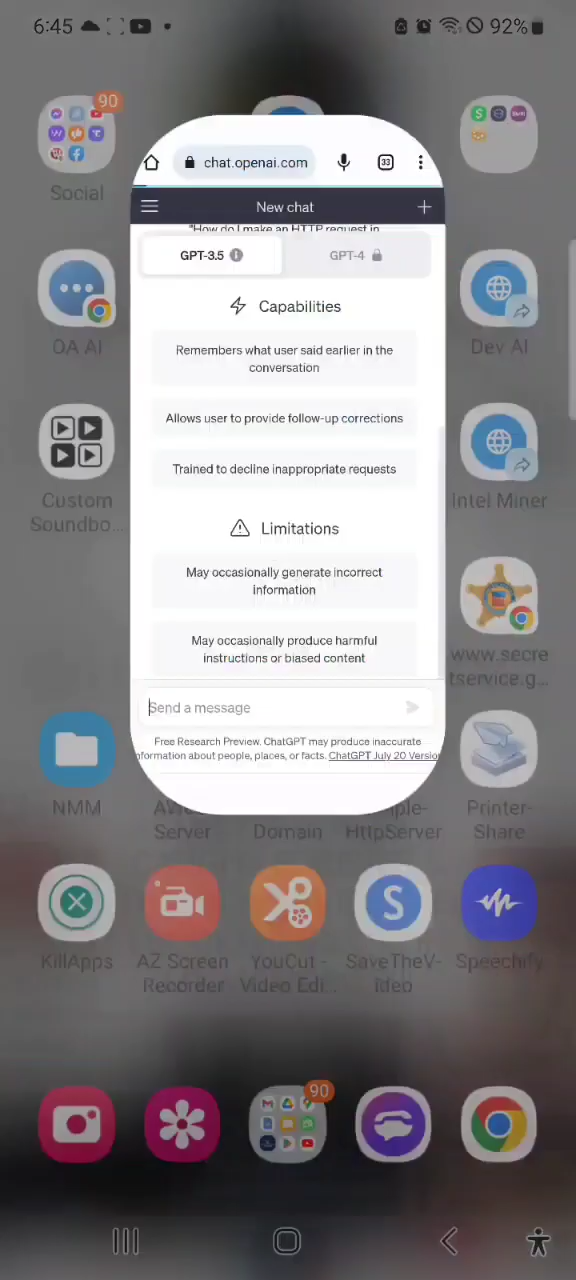 6:45
92%
90
Social
chat.openai.com
33
New chat
"How do I make an HTTP request in
GPT-3.5
GPT-4
Capabilities
Remembers what user said earlier in the
conversation
Allows user to provide follow-up corrections
Trained to decline inappropriate requests
Limitations
May occasionally generate incorrect
information
May occasionally produce harmful
instructions or biased content
Send a message
Free Research Preview. ChatGPT may produce inaccurate
information about people, places, or facts. ChatGPT July 20 Version
OA AI
Dev AI
Custom
Soundbo...
Intel Miner
www.secre
tservice.g...
NMM
Server
Domain
HttpServer
Printer-
Share
KillApps
AZ Screen
Recorder
YouCut -
Video Edi...
SaveTheV-
ideo
Speechify
90